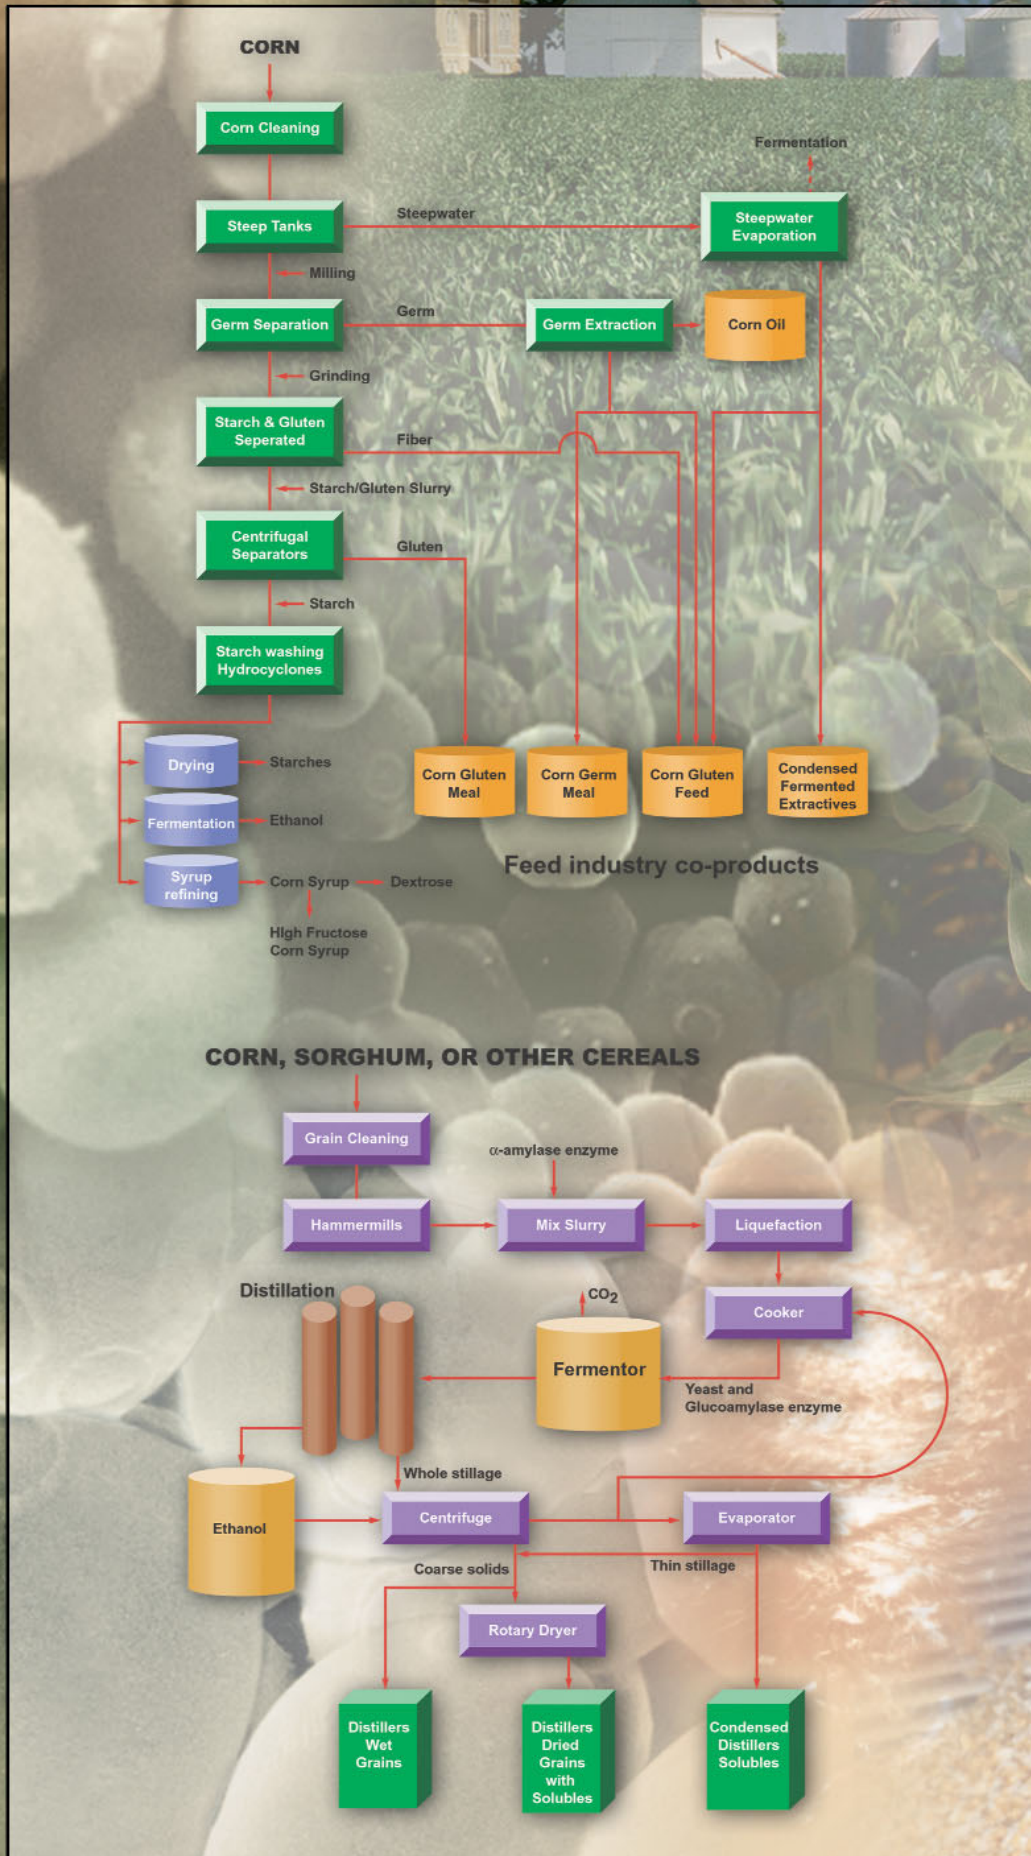 CORN
Corn Cleaning
Fermentation
Steep Tanks
Steepwater
Steepwater
Evaporation
Milling
Germ Separation
Germ
Germ Extraction
Corn Oil
Grinding
Starch & Gluten
Seperated
Fiber
Starch/Gluten Slurry
Centrifugal
Separators
Gluten
Starch
Starch washing
Hydrocyclones
Drying
Starches
Corn Gluten
Meal
Corn Germ
Meal
Corn Gluten
Feed
Condensed
Fermented
Extractives
Fermentation
Ethanol
Feed industry co-products
Syrup
refining
Corn Syrup
Dextrose
HIgh Fructose
Corn Syrup
CORN, SORGHUM, OR OTHER CEREALS
Grain Cleaning
α-amylase enzyme
Hammermills
Mix Slurry
Liquefaction
Distillation
CO2
Cooker
Fermentor
Yeast and
Glucoamylase enzyme
Whole stillage
Ethanol
Centrifuge
Evaporator
Coarse solids
Thin stillage
Rotary Dryer
Distillers
Wet
Grains
Distillers
Dried
Grains
with
Solubles
Condensed
Distillers
Solubles